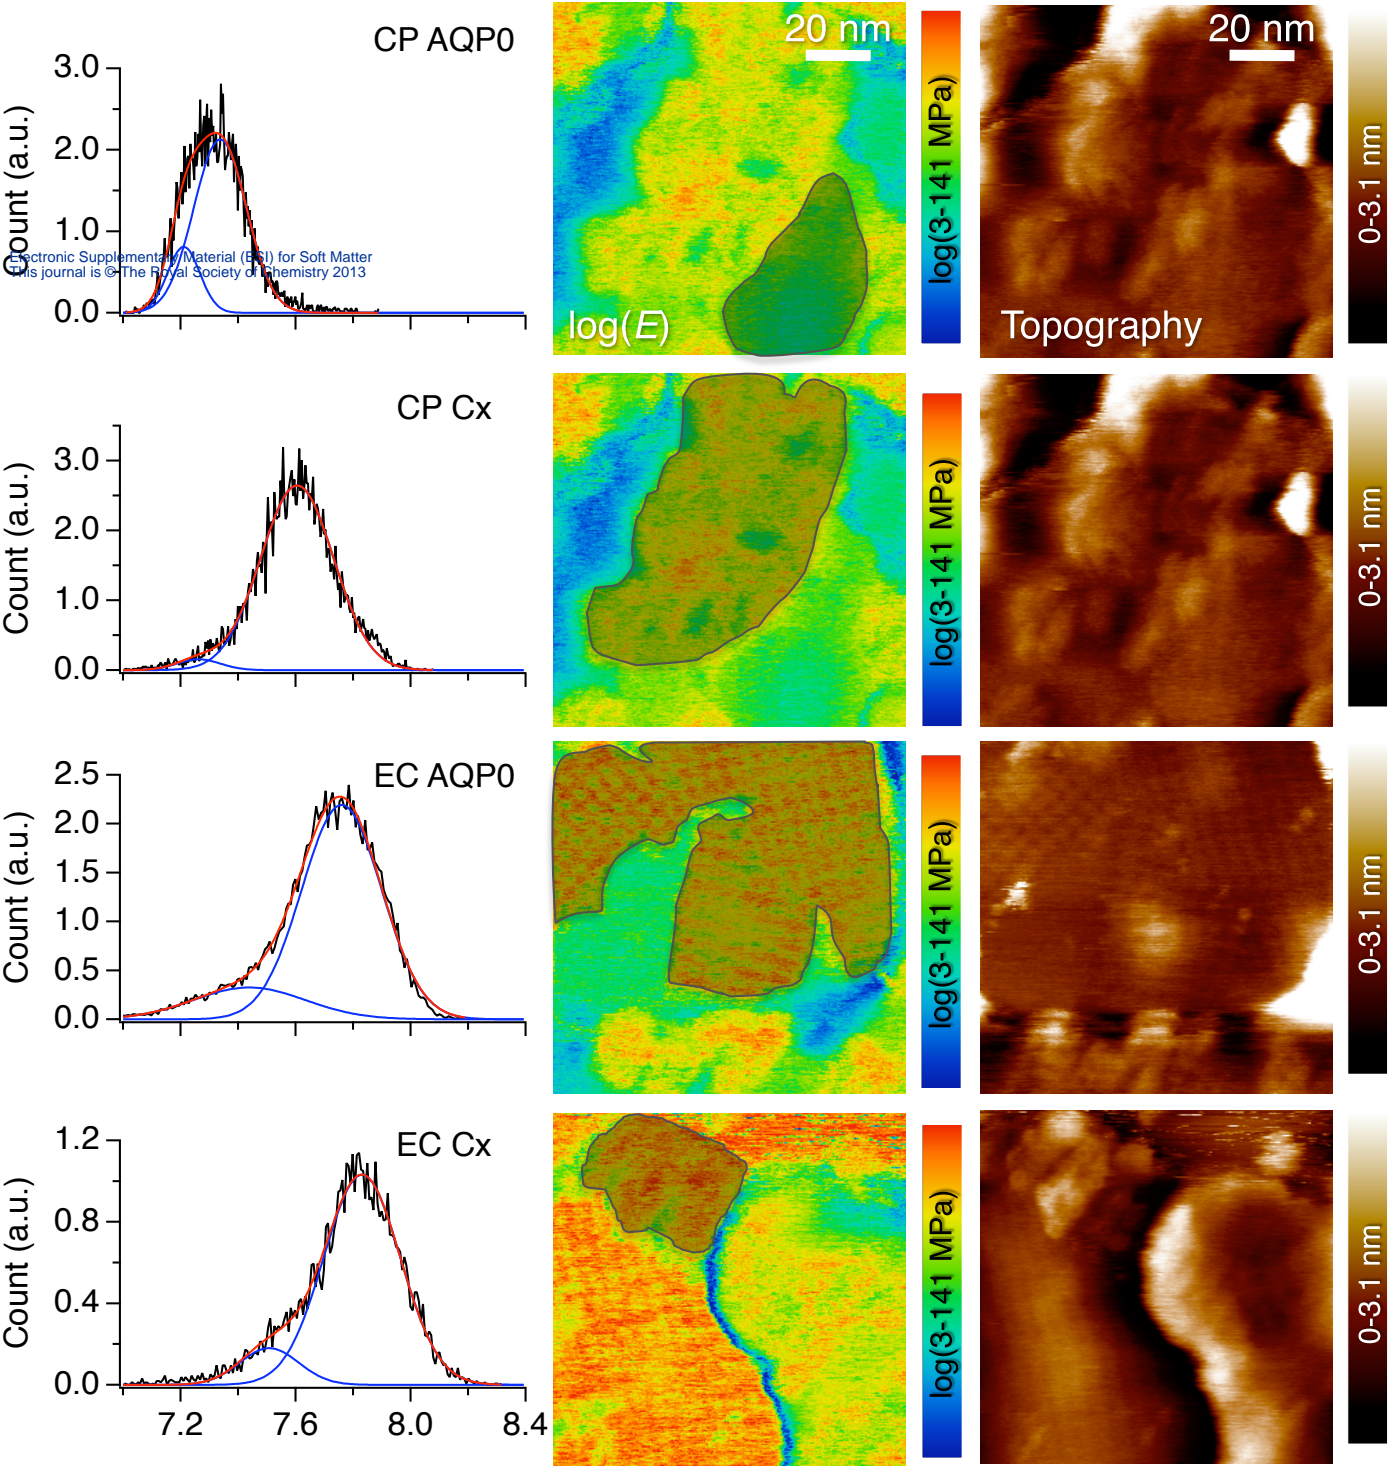 CP AQP0
3.0
2.0
1.0
0.0
Count (a.u.)
Electronic Supplementary Material (ESI) for Soft Matter
This journal is © The Royal Society of Chemistry 2013
20 nm
log(E)
log(3-141 MPa)
20 nm
Topography
0-3.1 nm
CP Cx
3.0
2.0
1.0
0.0
Count (a.u.)
log(3-141 MPa)
0-3.1 nm
EC AQP0
2.5
2.0
1.5
1.0
0.5
0.0
Count (a.u.)
log(3-141 MPa)
0-3.1 nm
EC Cx
1.2
0.8
0.4
0.0
Count (a.u.)
7.2 7.6 8.0 8.4
log(3-141 MPa)
0-3.1 nm